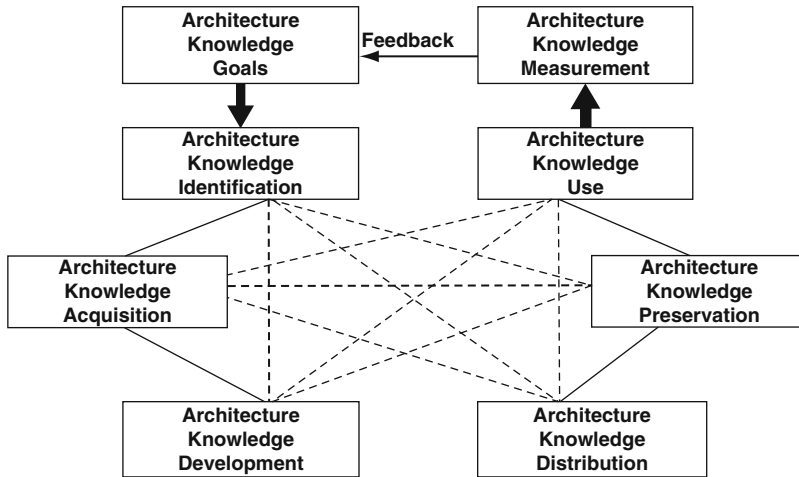 Architecture
Knowledge
Goals
Feedback
Architecture
Knowledge
Measurement
Architecture
Knowledge
Identification
Architecture
Knowledge
Use
Architecture
Knowledge
Acquisition
Architecture
Knowledge
Preservation
Architecture
Knowledge
Development
Architecture
Knowledge
Distribution